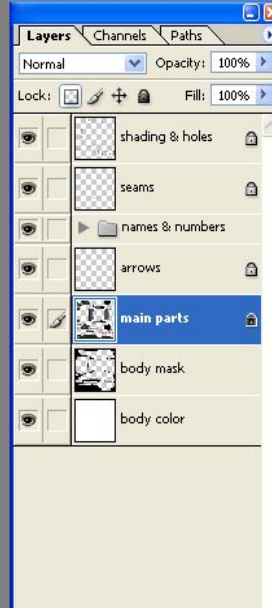 Layers Channels Paths
Normal Opacity: 100%
Lock: Fill: 100%
shading & holes
seams
names & numbers
arrows
main parts
body mask
body color